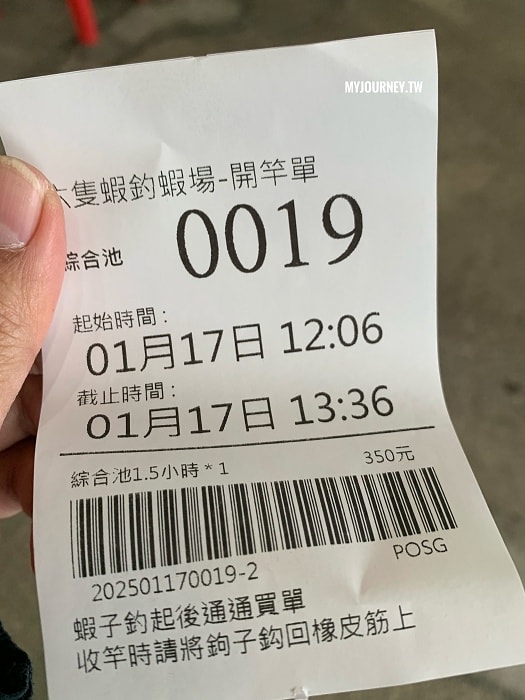 MYJOURNEY.TW
六隻蝦釣蝦場-開竿單
綜合池 0019
起始時間：
01月17日 12:06
截止時間：
01月17日 13:36
綜合池1.5小時*1 350元
202501170019-2 POSG
蝦子釣起後通通買單
收竿時請將鉤子鈎回橡皮筋上